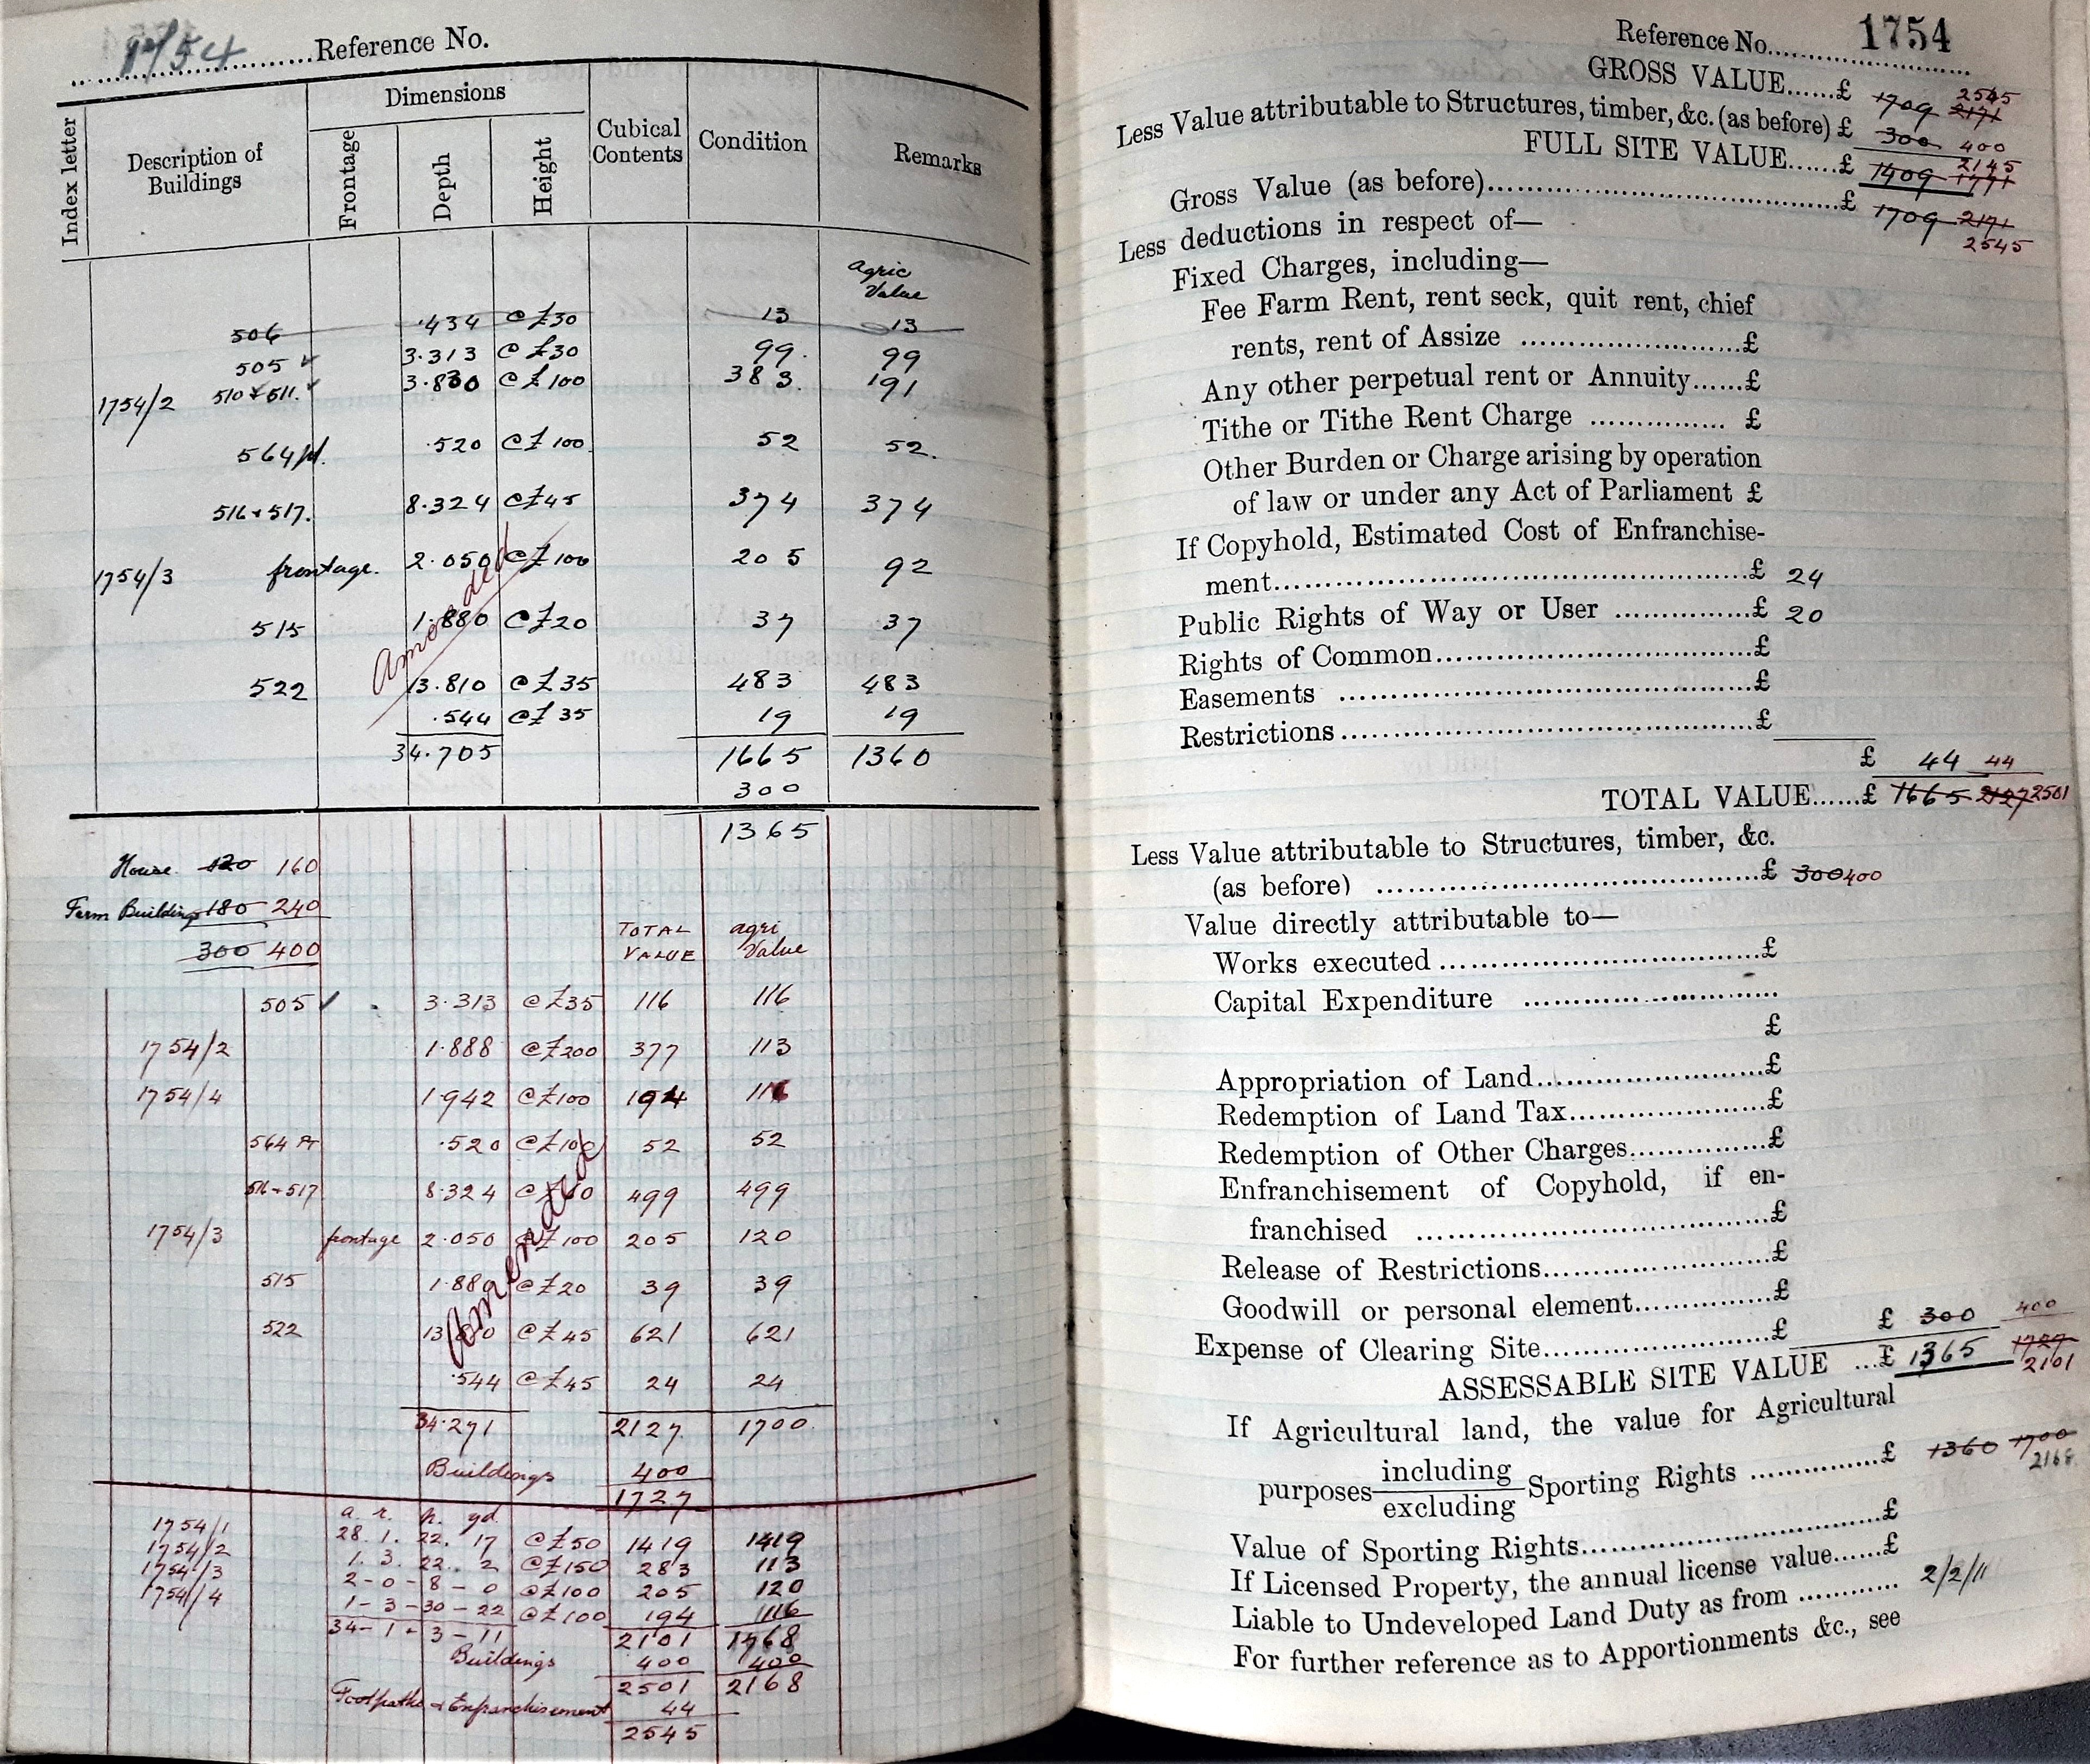 1754 Reference No.
Index letter
Description of Buildings
Dimensions
Frontage
Depth
Height
Cubical Contents
Condition
Remarks
agric Value
506 .434 @ £30 13 13
505 ✓ 3.313 @ £30 99. 99
1754/2 510 & 511. 3.830 @ £100 383. 191
564 pt. .520 @ £100 52 52.
516 + 517. 8.324 @ £45 374 374
1754/3 frontage. 2.050 @ £100 205 92
515 1.880 @ £20 37 37
522 13.810 @ £35 483 483
.544 @ £35 19 19
34.705 1665 1360
300
1365
Amended
House 120 160
Farm Buildings 180 240
300 400
TOTAL VALUE agri Value
505 ✓ 3.313 @ £35 116 116
1754/2 1.888 @ £200 377 113
1754/4 1.942 @ £100 194 116
564 Pt .520 @ £100 52 52
516 + 517 8.324 @ £60 499 499
1754/3 frontage 2.050 @ £100 205 120
515 1.880 @ £20 39 39
522 13.810 @ £45 621 621
.544 @ £45 24 24
34.271 2127 1700
Buildings 400
1727
Amended
a. r. p. yd.
1754/1 28. 1. 22. 17 @ £50 1419 1419
1754/2 1. 3. 22. 2 @ £150 283 113
1754/3 2-0-8-0 @ £100 205 120
1754/4 1-3-30-22 @ £100 194 116
34-1-3-11 2101 1768
Buildings 400 400
2501 2168
Footpaths & Enfranchisement 44
2545
Reference No. 1754
GROSS VALUE......£ 1709 2171 2545
Less Value attributable to Structures, timber, &c. (as before) £ 300 400
FULL SITE VALUE......£ 1409 1771 2145
Gross Value (as before)..........£ 1709 2171 2545
Less deductions in respect of—
Fixed Charges, including—
Fee Farm Rent, rent seck, quit rent, chief
rents, rent of Assize ..........£
Any other perpetual rent or Annuity......£
Tithe or Tithe Rent Charge .......... £
Other Burden or Charge arising by operation
of law or under any Act of Parliament £
If Copyhold, Estimated Cost of Enfranchise-
ment..........£ 24
Public Rights of Way or User ..........£ 20
Rights of Common..........£
Easements ..........£
Restrictions..........£
£ 44 44
TOTAL VALUE......£ 1665 2127 2501
Less Value attributable to Structures, timber, &c.
(as before) ..........£ 300 400
Value directly attributable to—
Works executed..........£
Capital Expenditure ..........
£
Appropriation of Land..........£
Redemption of Land Tax..........£
Redemption of Other Charges..........£
Enfranchisement of Copyhold, if en-
franchised ..........£
Release of Restrictions..........£
Goodwill or personal element..........£
Expense of Clearing Site..........£ £ 300 400
ASSESSABLE SITE VALUE ...£ 1365 1727 2101
If Agricultural land, the value for Agricultural
purposes including excluding Sporting Rights ..........£ 1360 1700 2168
Value of Sporting Rights..........£
If Licensed Property, the annual license value......£
Liable to Undeveloped Land Duty as from .......... 2/2/11
For further reference as to Apportionments &c., see